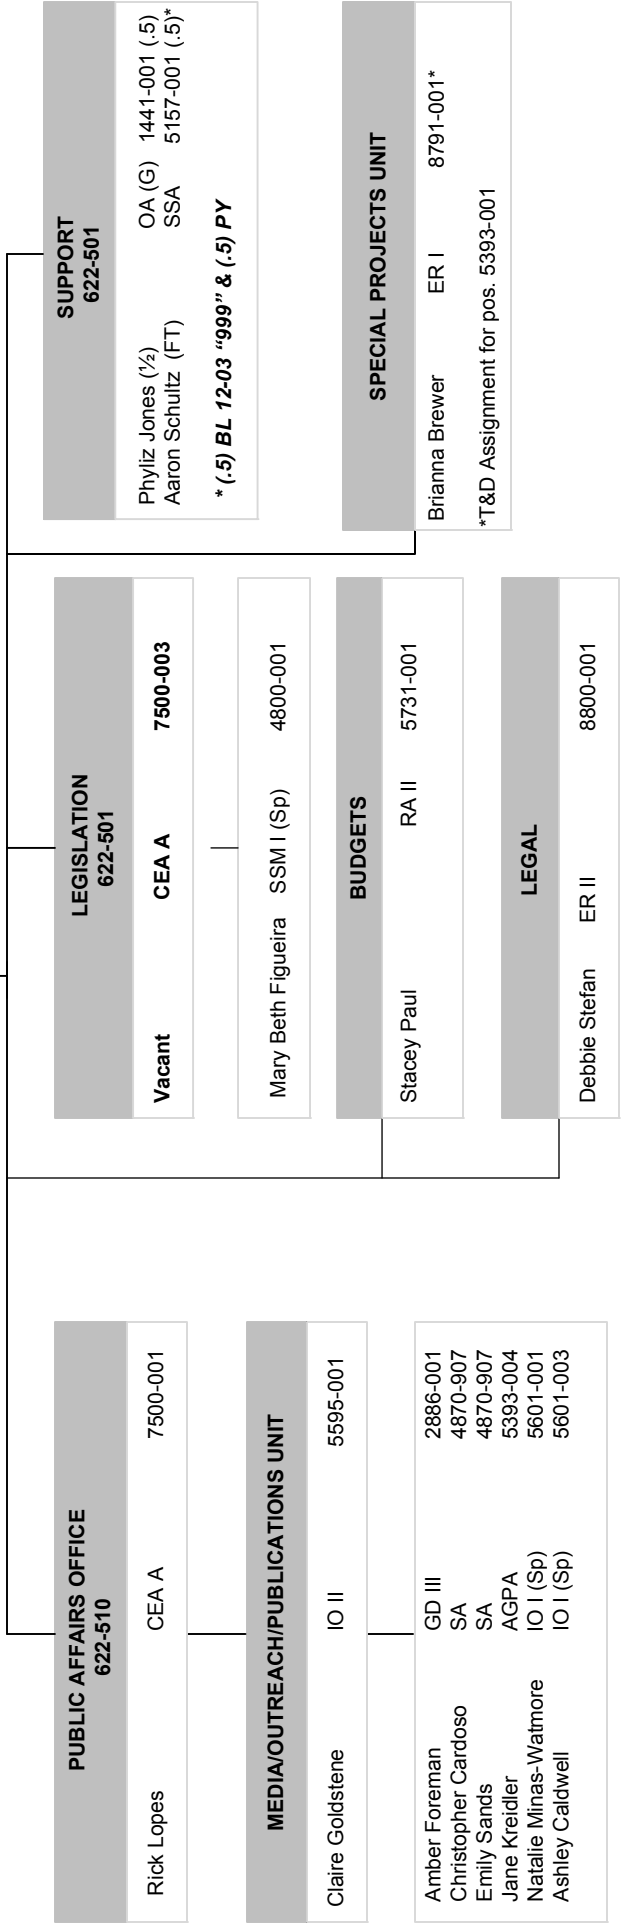 PUBLIC AFFAIRS OFFICE
622-510
Rick Lopes CEA A 7500-001
MEDIA/OUTREACH/PUBLICATIONS UNIT
Claire Goldstene IO II 5595-001
Amber Foreman GD III 2886-001
Christopher Cardoso SA 4870-907
Emily Sands SA 4870-907
Jane Kreidler AGPA 5393-004
Natalie Minas-Watmore IO I (Sp) 5601-001
Ashley Caldwell IO I (Sp) 5601-003
LEGISLATION
622-501
Vacant CEA A 7500-003
Mary Beth Figueira SSM I (Sp) 4800-001
BUDGETS
Stacey Paul RA II 5731-001
LEGAL
Debbie Stefan ER II 8800-001
SUPPORT
622-501
Phyliz Jones (½) OA (G) 1441-001 (.5)
Aaron Schultz (FT) SSA 5157-001 (.5)*
* (.5) BL 12-03 “999” & (.5) PY
SPECIAL PROJECTS UNIT
Brianna Brewer ER I 8791-001*
*T&D Assignment for pos. 5393-001